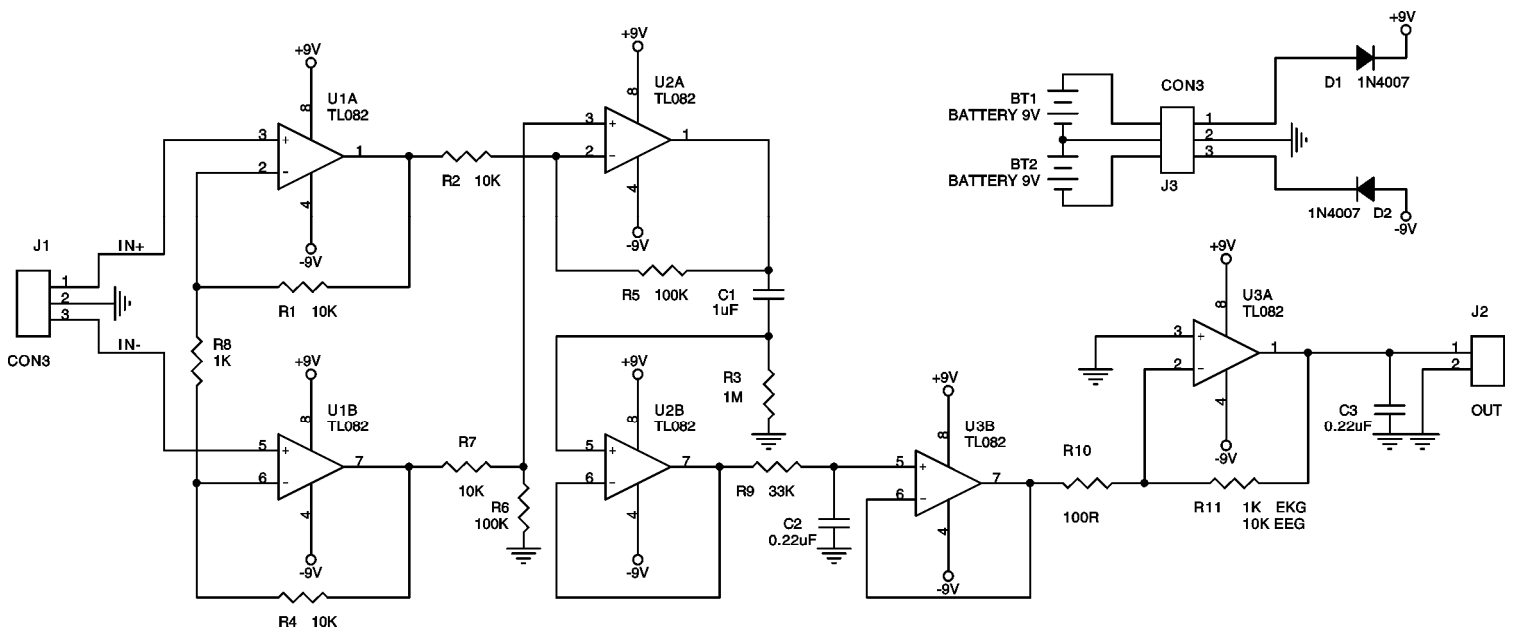 +9V
8
U1A
TL082
3
+
2
-
1
4
-9V
R1 10K
R2 10K
+9V
8
U2A
TL082
3
+
2
-
1
4
-9V
R5 100K
C1
1uF
J1
IN+
1
2
3
IN-
CON3
R8
1K
+9V
8
U1B
TL082
5
+
6
-
7
4
-9V
R4 10K
R7
10K
R6
100K
+9V
8
U2B
TL082
5
+
6
-
7
4
-9V
R3
1M
R9 33K
C2
0.22uF
+9V
8
U3B
TL082
5
+
6
-
7
4
-9V
R10
100R
+9V
8
U3A
TL082
3
+
2
-
1
4
-9V
R11 1K EKG
10K EEG
C3
0.22uF
J2
1
2
OUT
BT1
BATTERY 9V
BT2
BATTERY 9V
CON3
1
2
3
J3
+9V
D1 1N4007
1N4007 D2
-9V